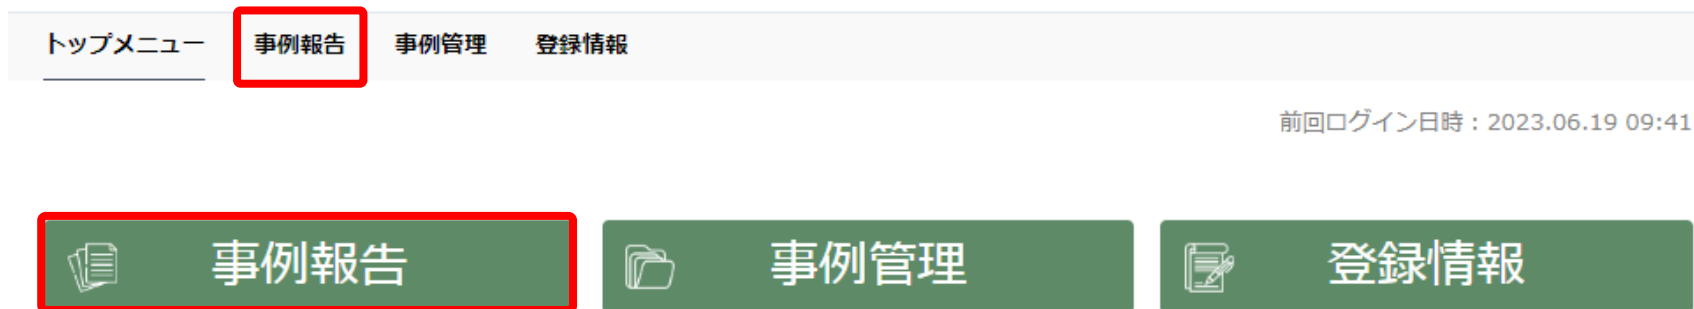 トップメニュー 事例報告 事例管理 登録情報
前回ログイン日時：2023.06.19 09:41
事例報告 事例管理 登録情報